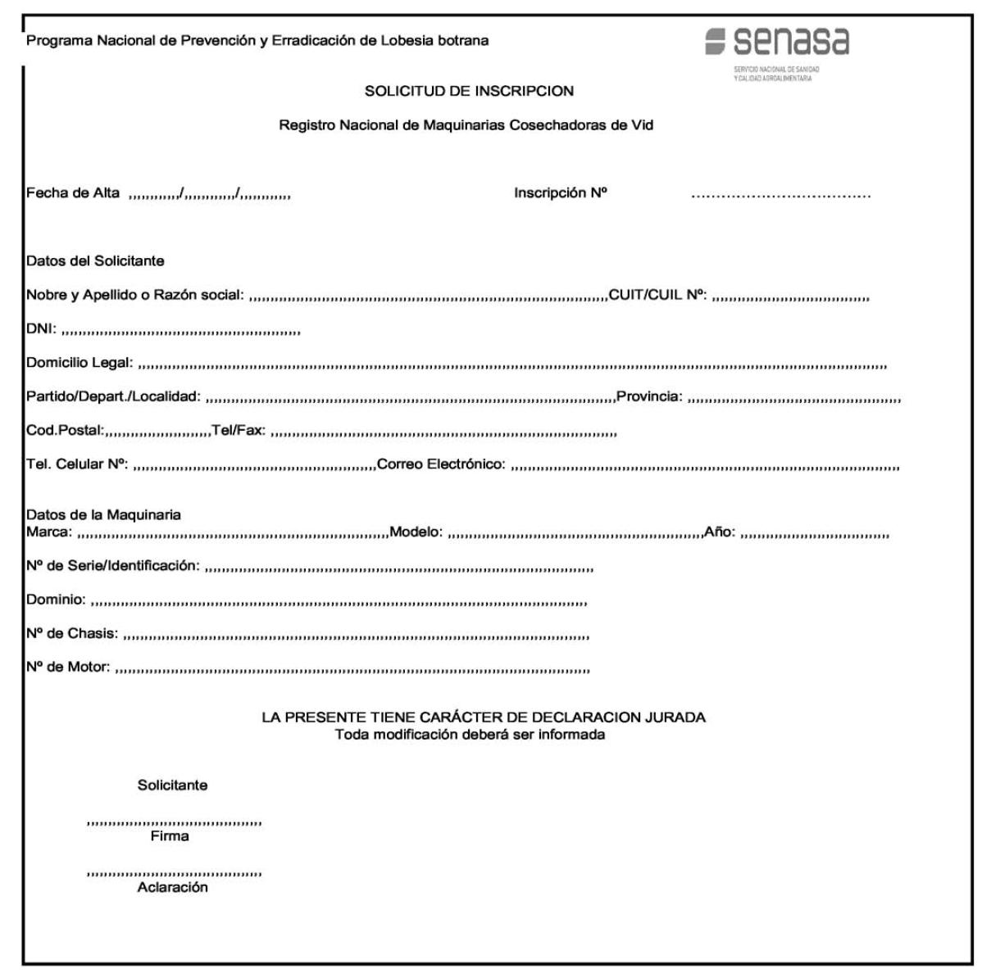 Programa Nacional de Prevención y Erradicación de Lobesia botrana
senasa
SERVICIO NACIONAL DE SANIDAD
Y CALIDAD AGROALIMENTARIA
SOLICITUD DE INSCRIPCION
Registro Nacional de Maquinarias Cosechadoras de Vid
Fecha de Alta ,,,,,,,,,,,,/,,,,,,,,,,,,/,,,,,,,,,,,, Inscripción Nº ....................................
Datos del Solicitante
Nobre y Apellido o Razón social: ,,,,,,,,,,,,,,,,,,,,,,,,,,,,,,,,,,,,,,,,,,,,,,,,,,,,,,,,,,,,,,,,,,,,,,,,,,,,,,,,,,,,CUIT/CUIL Nº: ,,,,,,,,,,,,,,,,,,,,,,,,,,,,,,,,,,,,,
DNI: ,,,,,,,,,,,,,,,,,,,,,,,,,,,,,,,,,,,,,,,,,,,,,,,,,,,,,,,,
Domicilio Legal: ,,,,,,,,,,,,,,,,,,,,,,,,,,,,,,,,,,,,,,,,,,,,,,,,,,,,,,,,,,,,,,,,,,,,,,,,,,,,,,,,,,,,,,,,,,,,,,,,,,,,,,,,,,,,,,,,,,,,,,,,,,,,,,,,,,,,,,,,,,,,,,,,,,,,,,,,,,,,,,,
Partido/Depart./Localidad: ,,,,,,,,,,,,,,,,,,,,,,,,,,,,,,,,,,,,,,,,,,,,,,,,,,,,,,,,,,,,,,,,,,,,,,,,,,,,,,,,,,,,,,,,,,,,,,,,Provincia: ,,,,,,,,,,,,,,,,,,,,,,,,,,,,,,,,,,,,,,,,,,,,,,,,,,
Cod.Postal:,,,,,,,,,,,,,,,,,,,,,,,,,Tel/Fax: ,,,,,,,,,,,,,,,,,,,,,,,,,,,,,,,,,,,,,,,,,,,,,,,,,,,,,,,,,,,,,,,,,,,,,,,,,,,,,,,,,
Tel. Celular Nº: ,,,,,,,,,,,,,,,,,,,,,,,,,,,,,,,,,,,,,,,,,,,,,,,,,,,,,,,,,Correo Electrónico: ,,,,,,,,,,,,,,,,,,,,,,,,,,,,,,,,,,,,,,,,,,,,,,,,,,,,,,,,,,,,,,,,,,,,,,,,,,,,,,,,,,,,,,,,,,,
Datos de la Maquinaria
Marca: ,,,,,,,,,,,,,,,,,,,,,,,,,,,,,,,,,,,,,,,,,,,,,,,,,,,,,,,,,,,,,,,,,,,,,,,,,Modelo: ,,,,,,,,,,,,,,,,,,,,,,,,,,,,,,,,,,,,,,,,,,,,,,,,,,,,,,,,,,,,Año: ,,,,,,,,,,,,,,,,,,,,,,,,,,,,,,,,,,,
Nº de Serie/Identificación: ,,,,,,,,,,,,,,,,,,,,,,,,,,,,,,,,,,,,,,,,,,,,,,,,,,,,,,,,,,,,,,,,,,,,,,,,,,,,,,,,,,,,,,,,,,,
Dominio: ,,,,,,,,,,,,,,,,,,,,,,,,,,,,,,,,,,,,,,,,,,,,,,,,,,,,,,,,,,,,,,,,,,,,,,,,,,,,,,,,,,,,,,,,,,,,,,,,,,,,,,,,,,,,,,,,,,,,
Nº de Chasis: ,,,,,,,,,,,,,,,,,,,,,,,,,,,,,,,,,,,,,,,,,,,,,,,,,,,,,,,,,,,,,,,,,,,,,,,,,,,,,,,,,,,,,,,,,,,,,,,,,,,,,,,,,,,,,
Nº de Motor: ,,,,,,,,,,,,,,,,,,,,,,,,,,,,,,,,,,,,,,,,,,,,,,,,,,,,,,,,,,,,,,,,,,,,,,,,,,,,,,,,,,,,,,,,,,,,,,,,,,,,,,,,,,,,,,,
LA PRESENTE TIENE CARÁCTER DE DECLARACION JURADA
Toda modificación deberá ser informada
Solicitante
,,,,,,,,,,,,,,,,,,,,,,,,,,,,,,,,,,,,,,,,,
Firma
,,,,,,,,,,,,,,,,,,,,,,,,,,,,,,,,,,,,,,,,,
Aclaración